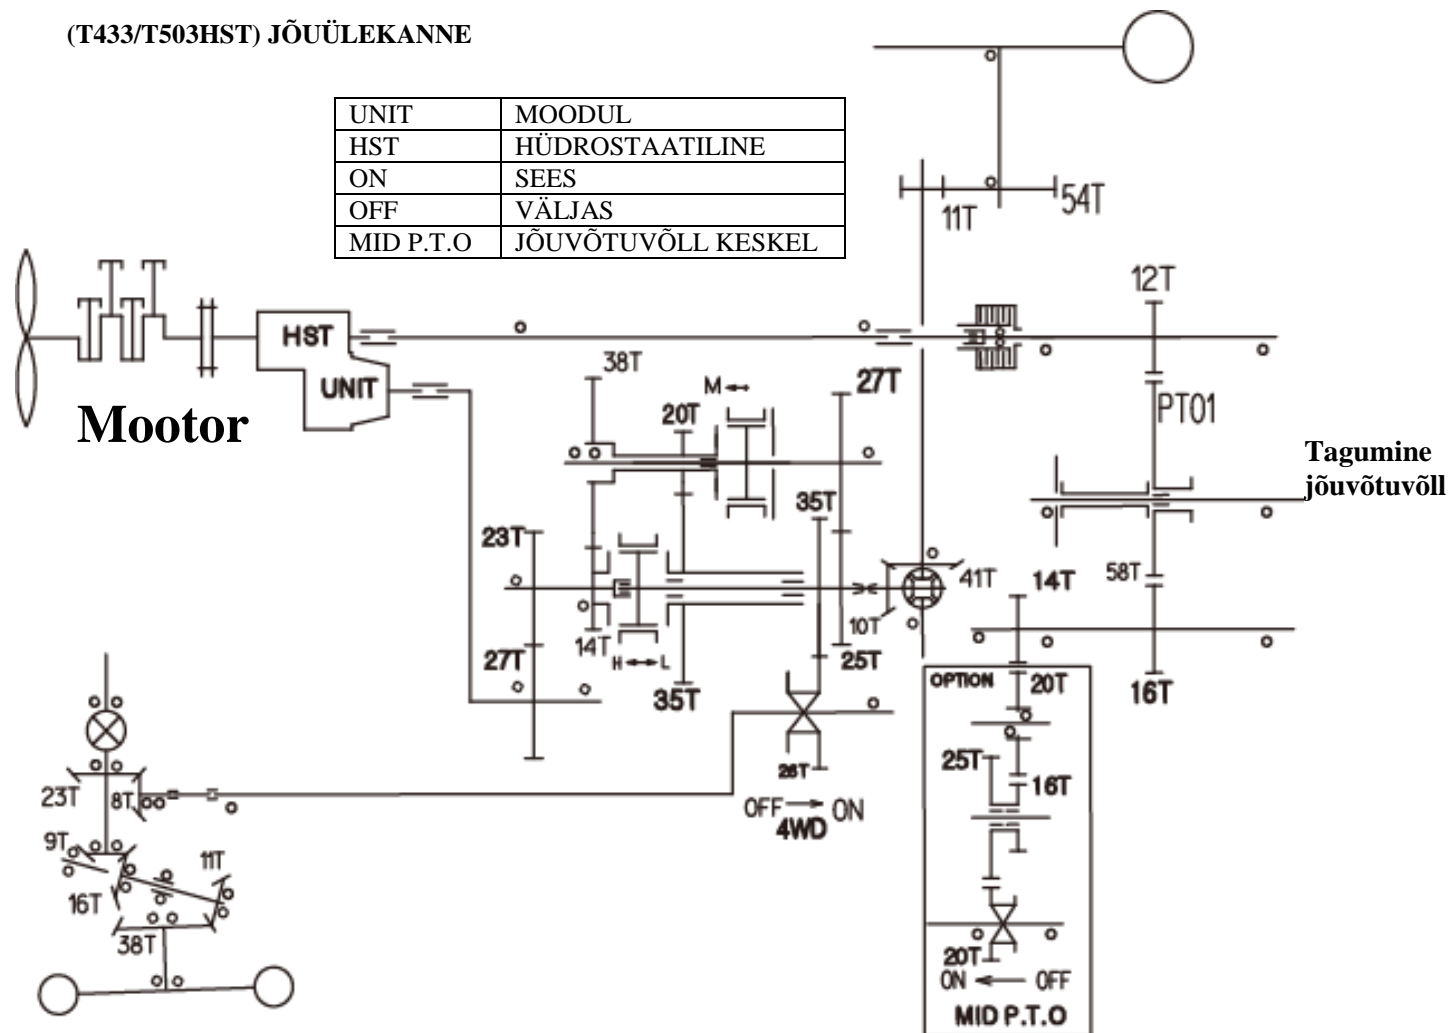 (T433/T503HST) JÕUÜLEKANNE
UNIT MOODUL
HST HÜDROSTAATILINE
ON SEES
OFF VÄLJAS
MID P.T.O JÕUVÕTUVÕLL KESKEL
54T
11T
12T
HST
UNIT
38T
M
27T
20T
PT01
Mootor
Tagumine
jõuvõtuvõll
35T
23T
41T
14T
58T
10T
14T
27T
H L
25T
35T
OPTION
20T
16T
26T
25T
16T
23T
8T
OFF ON
4WD
9T
11T
16T
38T
20T
ON OFF
MID P.T.O